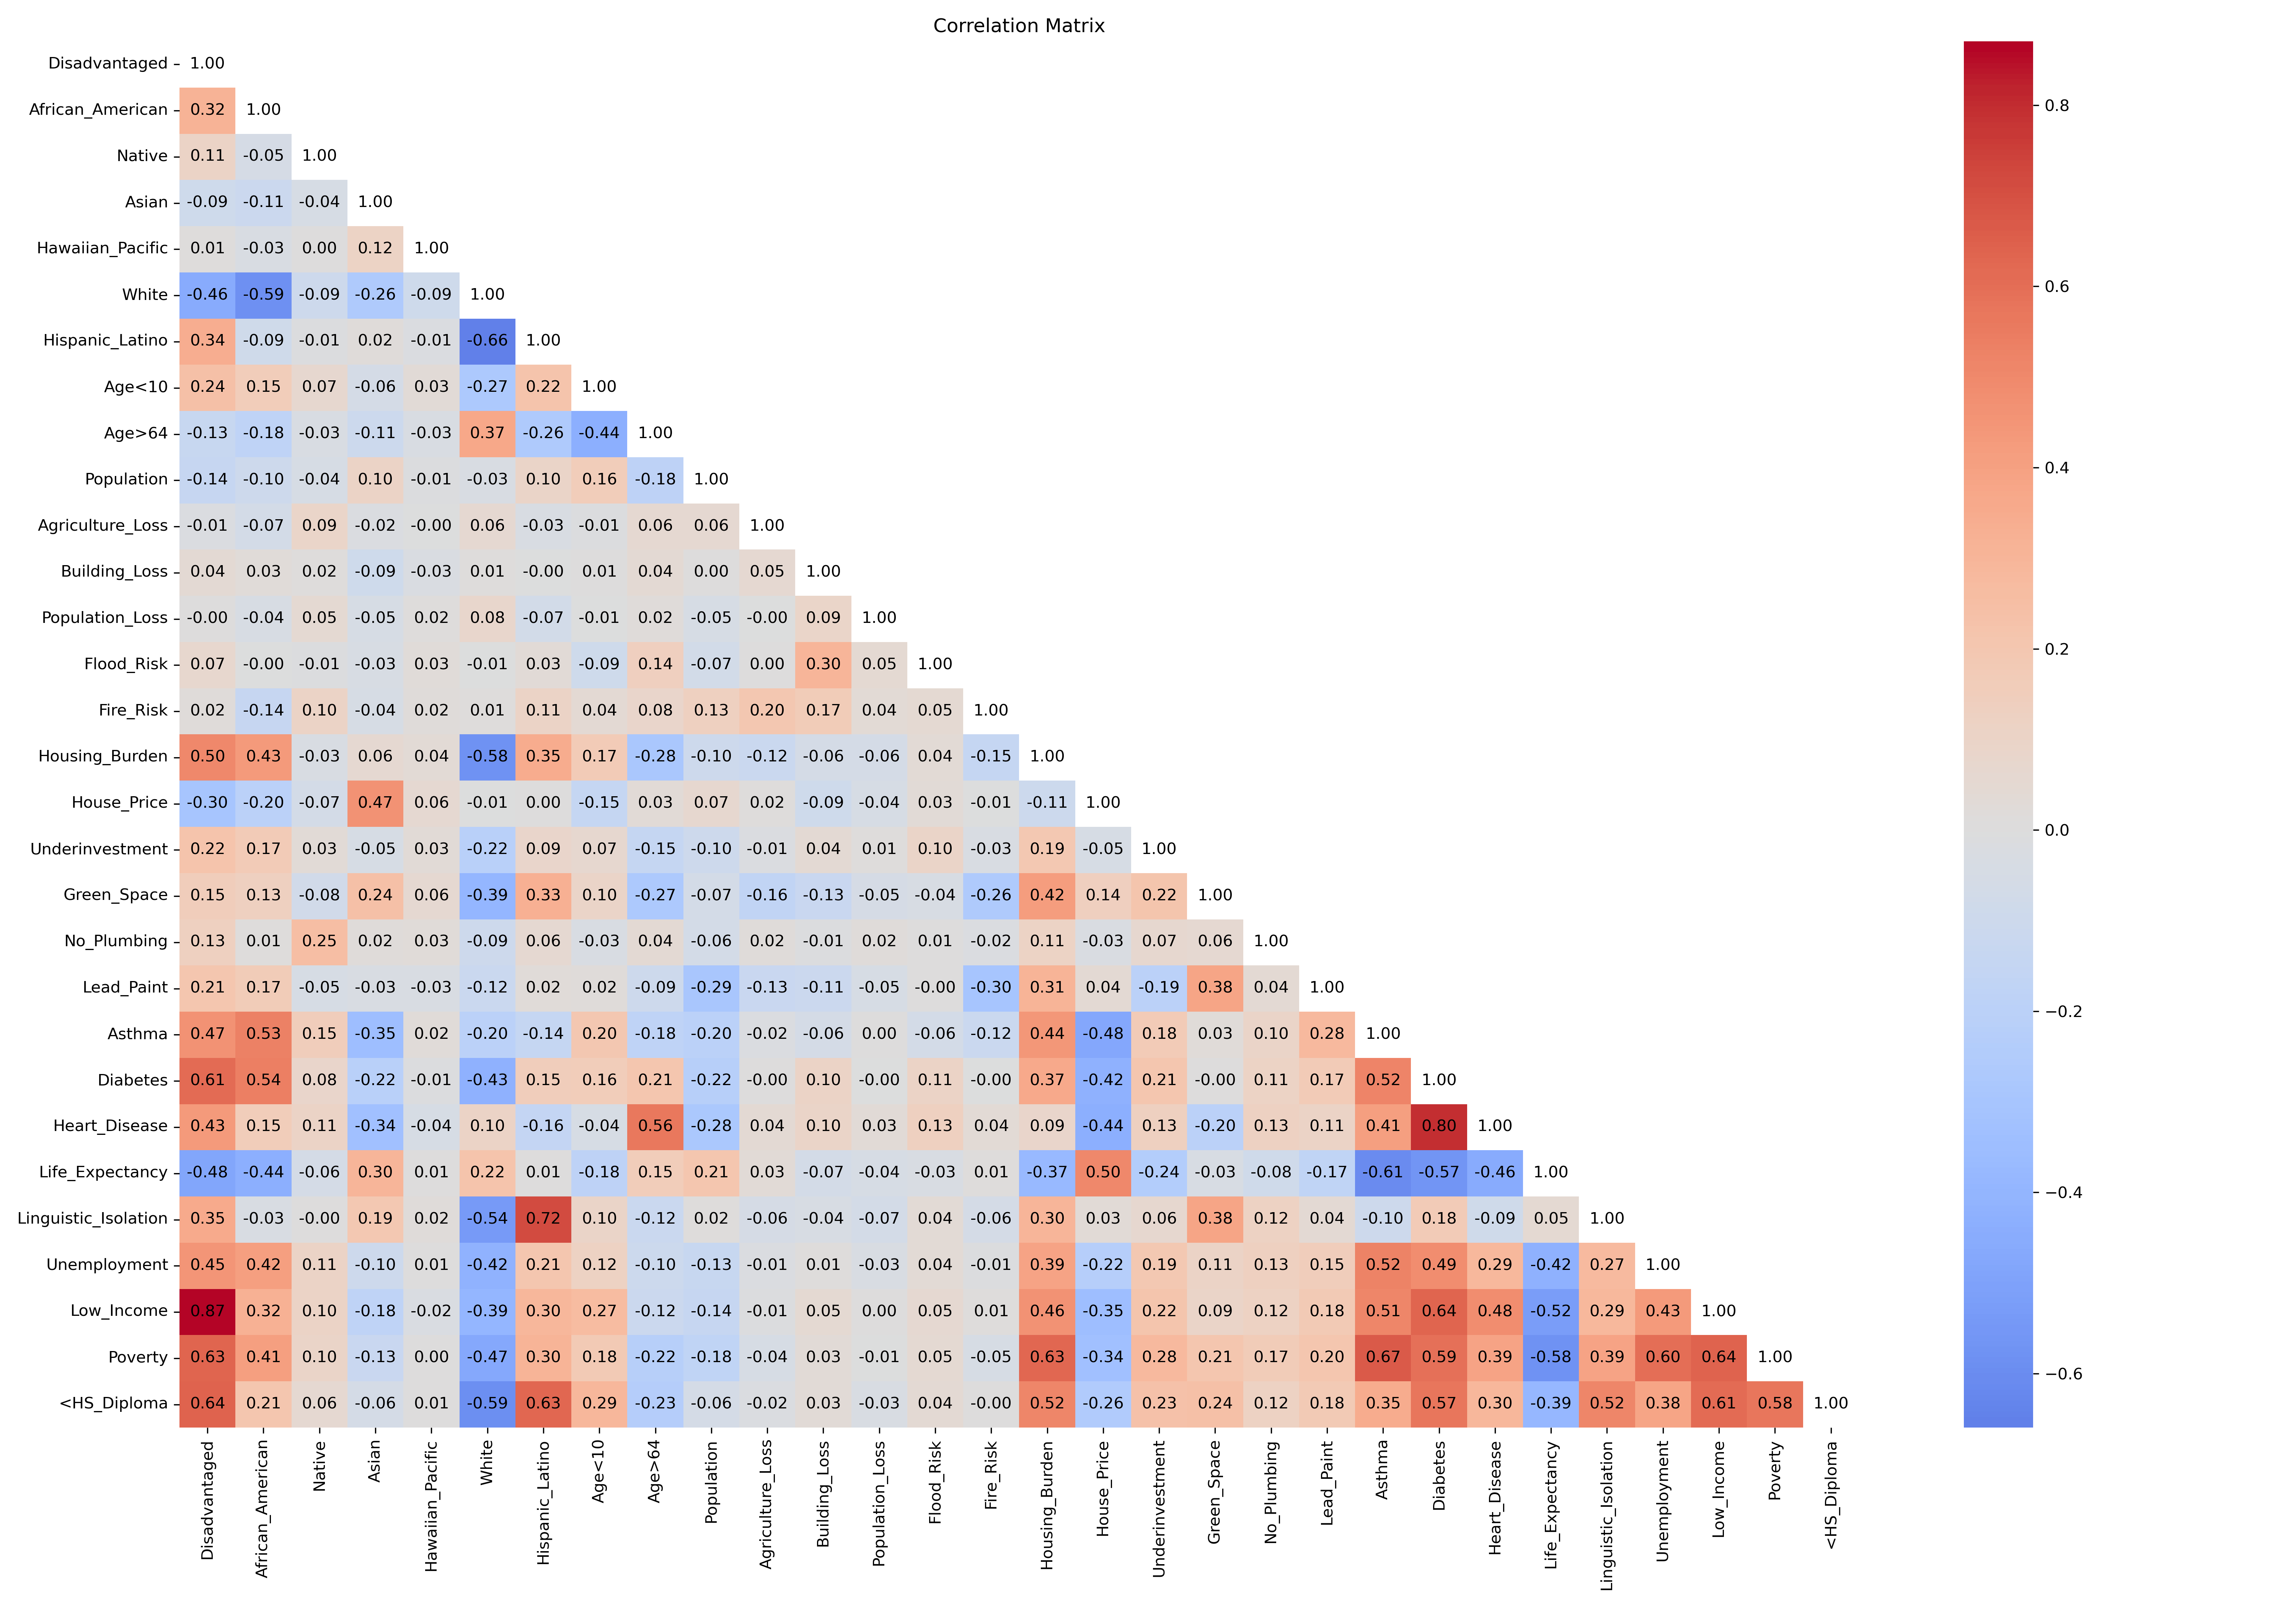 Correlation Matrix
Disadvantaged 1.00
African_American 0.32 1.00
Native 0.11 -0.05 1.00
Asian -0.09 -0.11 -0.04 1.00
Hawaiian_Pacific 0.01 -0.03 0.00 0.12 1.00
White -0.46 -0.59 -0.09 -0.26 -0.09 1.00
Hispanic_Latino 0.34 -0.09 -0.01 0.02 -0.01 -0.66 1.00
Age<10 0.24 0.15 0.07 -0.06 0.03 -0.27 0.22 1.00
Age>64 -0.13 -0.18 -0.03 -0.11 -0.03 0.37 -0.26 -0.44 1.00
Population -0.14 -0.10 -0.04 0.10 -0.01 -0.03 0.10 0.16 -0.18 1.00
Agriculture_Loss -0.01 -0.07 0.09 -0.02 -0.00 0.06 -0.03 -0.01 0.06 0.06 1.00
Building_Loss 0.04 0.03 0.02 -0.09 -0.03 0.01 -0.00 0.01 0.04 0.00 0.05 1.00
Population_Loss -0.00 -0.04 0.05 -0.05 0.02 0.08 -0.07 -0.01 0.02 -0.05 -0.00 0.09 1.00
Flood_Risk 0.07 -0.00 -0.01 -0.03 0.03 -0.01 0.03 -0.09 0.14 -0.07 0.00 0.30 0.05 1.00
Fire_Risk 0.02 -0.14 0.10 -0.04 0.02 0.01 0.11 0.04 0.08 0.13 0.20 0.17 0.04 0.05 1.00
Housing_Burden 0.50 0.43 -0.03 0.06 0.04 -0.58 0.35 0.17 -0.28 -0.10 -0.12 -0.06 -0.06 0.04 -0.15 1.00
House_Price -0.30 -0.20 -0.07 0.47 0.06 -0.01 0.00 -0.15 0.03 0.07 0.02 -0.09 -0.04 0.03 -0.01 -0.11 1.00
Underinvestment 0.22 0.17 0.03 -0.05 0.03 -0.22 0.09 0.07 -0.15 -0.10 -0.01 0.04 0.01 0.10 -0.03 0.19 -0.05 1.00
Green_Space 0.15 0.13 -0.08 0.24 0.06 -0.39 0.33 0.10 -0.27 -0.07 -0.16 -0.13 -0.05 -0.04 -0.26 0.42 0.14 0.22 1.00
No_Plumbing 0.13 0.01 0.25 0.02 0.03 -0.09 0.06 -0.03 0.04 -0.06 0.02 -0.01 0.02 0.01 -0.02 0.11 -0.03 0.07 0.06 1.00
Lead_Paint 0.21 0.17 -0.05 -0.03 -0.03 -0.12 0.02 0.02 -0.09 -0.29 -0.13 -0.11 -0.05 -0.00 -0.30 0.31 0.04 -0.19 0.38 0.04 1.00
Asthma 0.47 0.53 0.15 -0.35 0.02 -0.20 -0.14 0.20 -0.18 -0.20 -0.02 -0.06 0.00 -0.06 -0.12 0.44 -0.48 0.18 0.03 0.10 0.28 1.00
Diabetes 0.61 0.54 0.08 -0.22 -0.01 -0.43 0.15 0.16 0.21 -0.22 -0.00 0.10 -0.00 0.11 -0.00 0.37 -0.42 0.21 -0.00 0.11 0.17 0.52 1.00
Heart_Disease 0.43 0.15 0.11 -0.34 -0.04 0.10 -0.16 -0.04 0.56 -0.28 0.04 0.10 0.03 0.13 0.04 0.09 -0.44 0.13 -0.20 0.13 0.11 0.41 0.80 1.00
Life_Expectancy -0.48 -0.44 -0.06 0.30 0.01 0.22 0.01 -0.18 0.15 0.21 0.03 -0.07 -0.04 -0.03 0.01 -0.37 0.50 -0.24 -0.03 -0.08 -0.17 -0.61 -0.57 -0.46 1.00
Linguistic_Isolation 0.35 -0.03 -0.00 0.19 0.02 -0.54 0.72 0.10 -0.12 0.02 -0.06 -0.04 -0.07 0.04 -0.06 0.30 0.03 0.06 0.38 0.12 0.04 -0.10 0.18 -0.09 0.05 1.00
Unemployment 0.45 0.42 0.11 -0.10 0.01 -0.42 0.21 0.12 -0.10 -0.13 -0.01 0.01 -0.03 0.04 -0.01 0.39 -0.22 0.19 0.11 0.13 0.15 0.52 0.49 0.29 -0.42 0.27 1.00
Low_Income 0.87 0.32 0.10 -0.18 -0.02 -0.39 0.30 0.27 -0.12 -0.14 -0.01 0.05 0.00 0.05 0.01 0.46 -0.35 0.22 0.09 0.12 0.18 0.51 0.64 0.48 -0.52 0.29 0.43 1.00
Poverty 0.63 0.41 0.10 -0.13 0.00 -0.47 0.30 0.18 -0.22 -0.18 -0.04 0.03 -0.01 0.05 -0.05 0.63 -0.34 0.28 0.21 0.17 0.20 0.67 0.59 0.39 -0.58 0.39 0.60 0.64 1.00
<HS_Diploma 0.64 0.21 0.06 -0.06 0.01 -0.59 0.63 0.29 -0.23 -0.06 -0.02 0.03 -0.03 0.04 -0.00 0.52 -0.26 0.23 0.24 0.12 0.18 0.35 0.57 0.30 -0.39 0.52 0.38 0.61 0.58 1.00
Disadvantaged
African_American
Native
Asian
Hawaiian_Pacific
White
Hispanic_Latino
Age<10
Age>64
Population
Agriculture_Loss
Building_Loss
Population_Loss
Flood_Risk
Fire_Risk
Housing_Burden
House_Price
Underinvestment
Green_Space
No_Plumbing
Lead_Paint
Asthma
Diabetes
Heart_Disease
Life_Expectancy
Linguistic_Isolation
Unemployment
Low_Income
Poverty
<HS_Diploma
0.8
0.6
0.4
0.2
0.0
−0.2
−0.4
−0.6